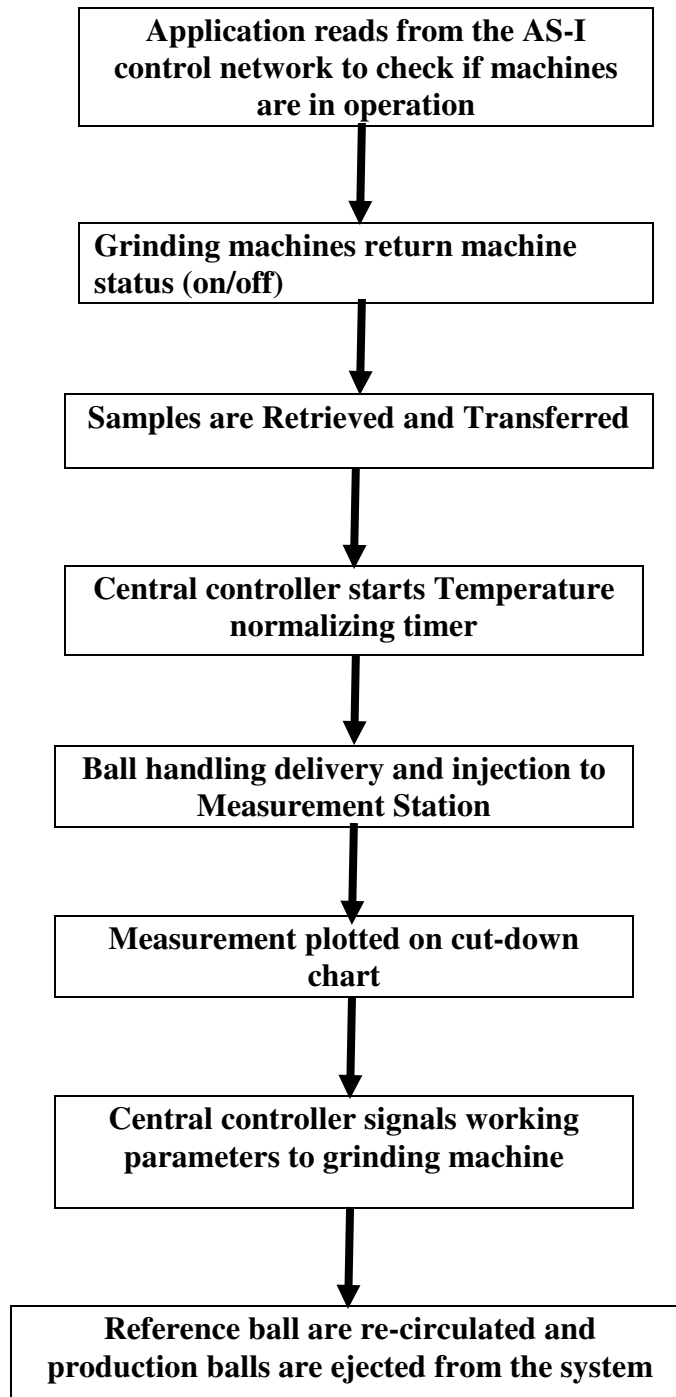 Application reads from the AS-I
control network to check if machines
are in operation
Grinding machines return machine
status (on/off)
Samples are Retrieved and Transferred
Central controller starts Temperature
normalizing timer
Ball handling delivery and injection to
Measurement Station
Measurement plotted on cut-down
chart
Central controller signals working
parameters to grinding machine
Reference ball are re-circulated and
production balls are ejected from the system